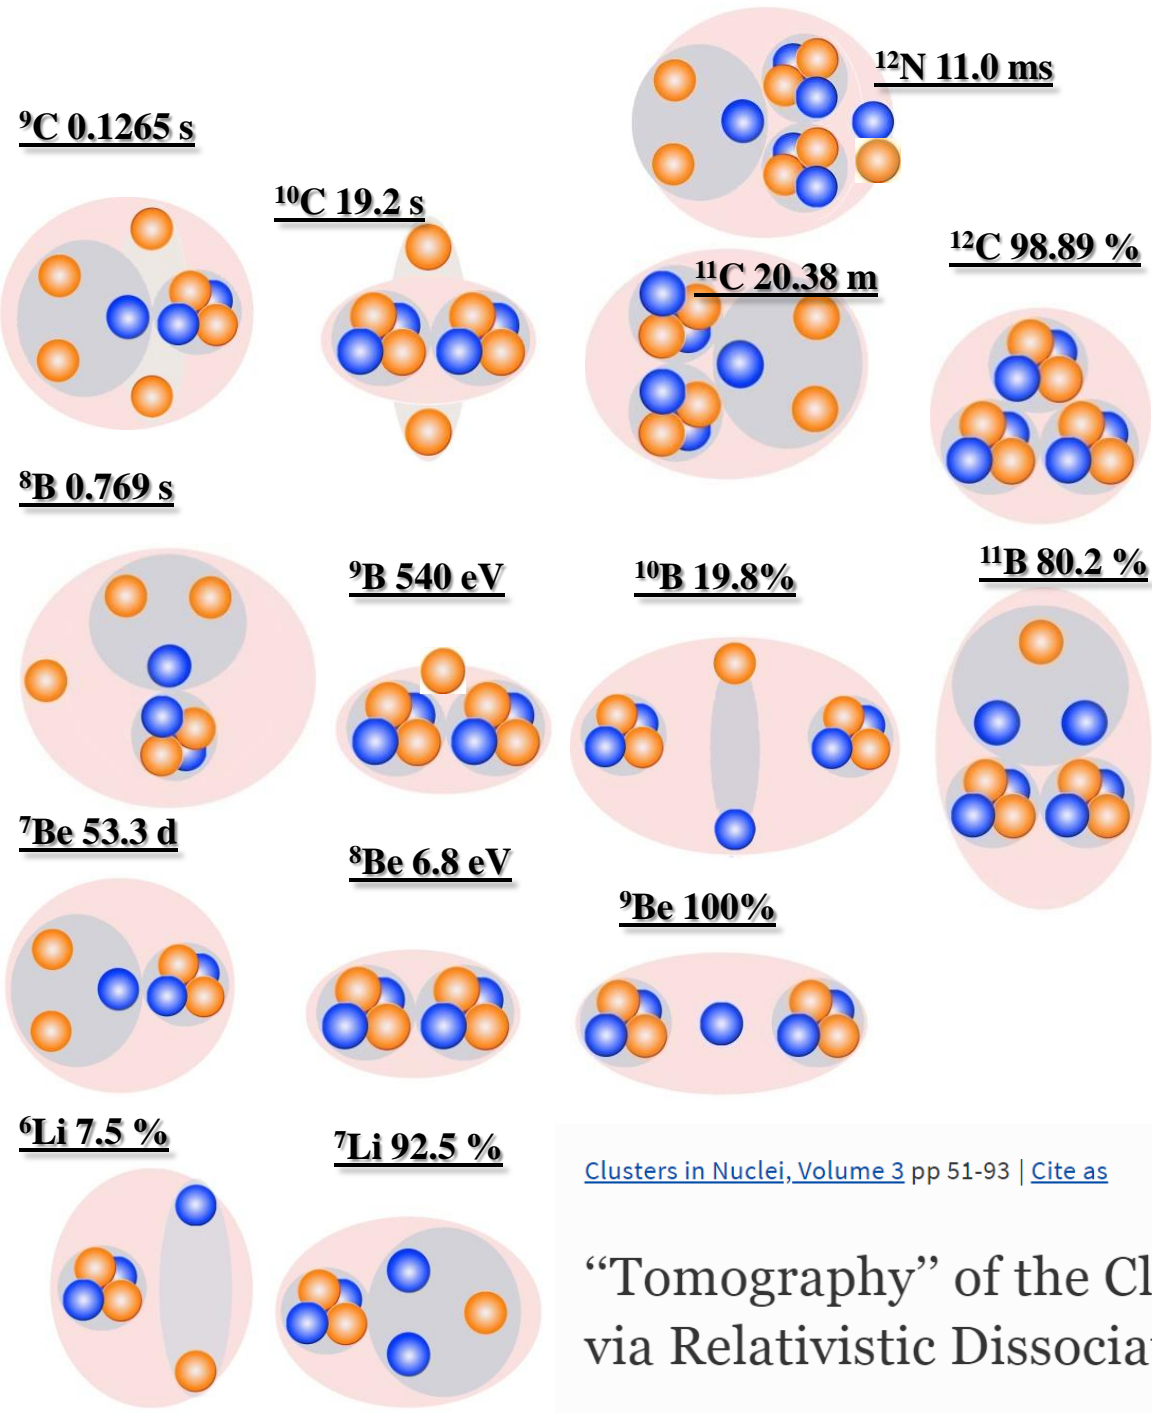 ¹²N 11.0 ms
⁹C 0.1265 s
¹⁰C 19.2 s
¹²C 98.89 %
¹¹C 20.38 m
⁸B 0.769 s
⁹B 540 eV
¹⁰B 19.8%
¹¹B 80.2 %
⁷Be 53.3 d
⁸Be 6.8 eV
⁹Be 100%
⁶Li 7.5 %
⁷Li 92.5 %
Clusters in Nuclei, Volume 3 pp 51-93 | Cite as
“Tomography” of the Cl
via Relativistic Dissocia